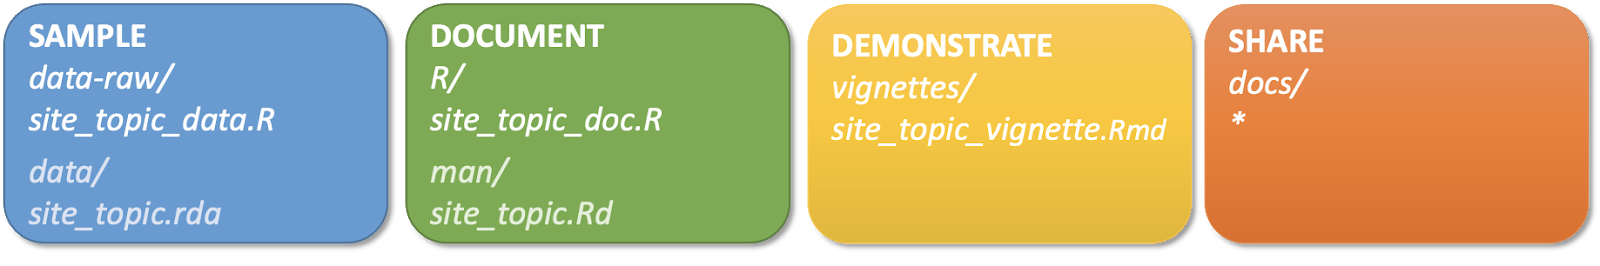 SAMPLE
data-raw/
site_topic_data.R
data/
site_topic.rda
DOCUMENT
R/
site_topic_doc.R
man/
site_topic.Rd
DEMONSTRATE
vignettes/
site_topic_vignette.Rmd
SHARE
docs/
*